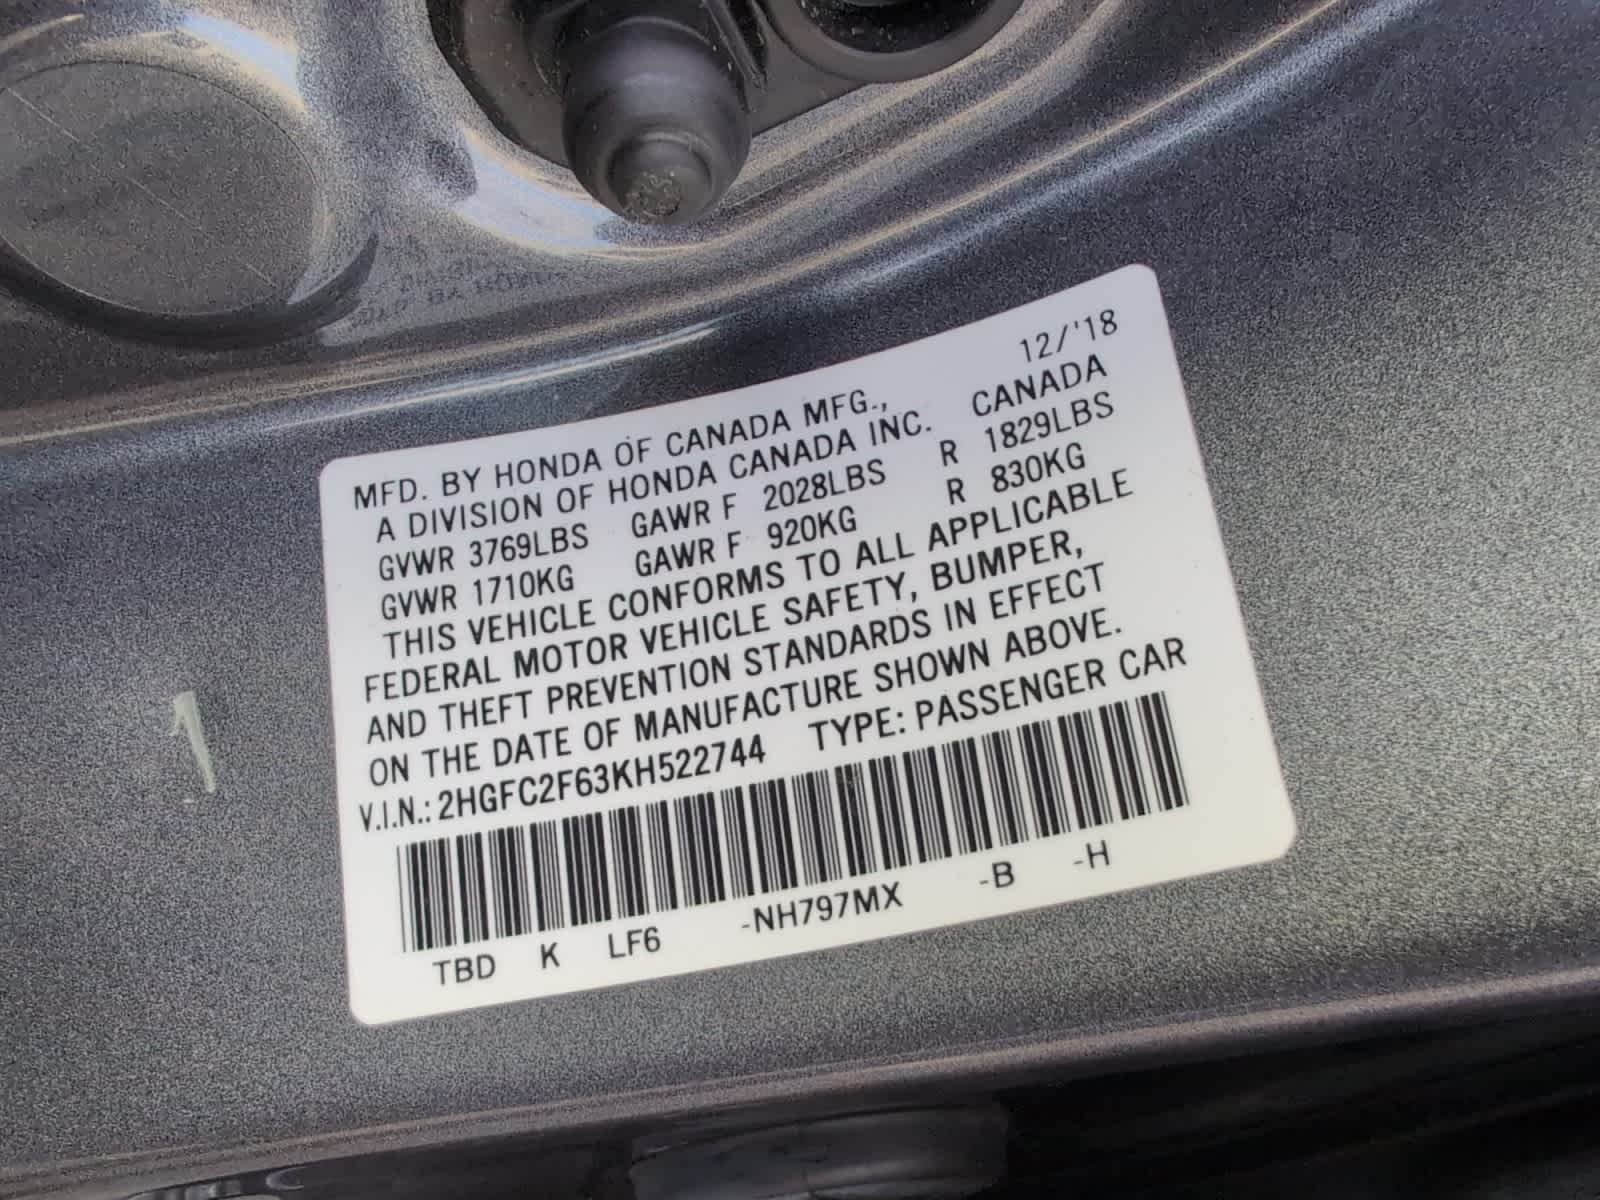 12/'18
MFD. BY HONDA OF CANADA MFG.,
A DIVISION OF HONDA CANADA INC. CANADA
GVWR 3769LBS GAWR F 2028LBS R 1829LBS
GVWR 1710KG GAWR F 920KG R 830KG
THIS VEHICLE CONFORMS TO ALL APPLICABLE
FEDERAL MOTOR VEHICLE SAFETY, BUMPER,
AND THEFT PREVENTION STANDARDS IN EFFECT
ON THE DATE OF MANUFACTURE SHOWN ABOVE.
V.I.N.: 2HGFC2F63KH522744 TYPE: PASSENGER CAR
TBD K LF6 -NH797MX -B -H
1